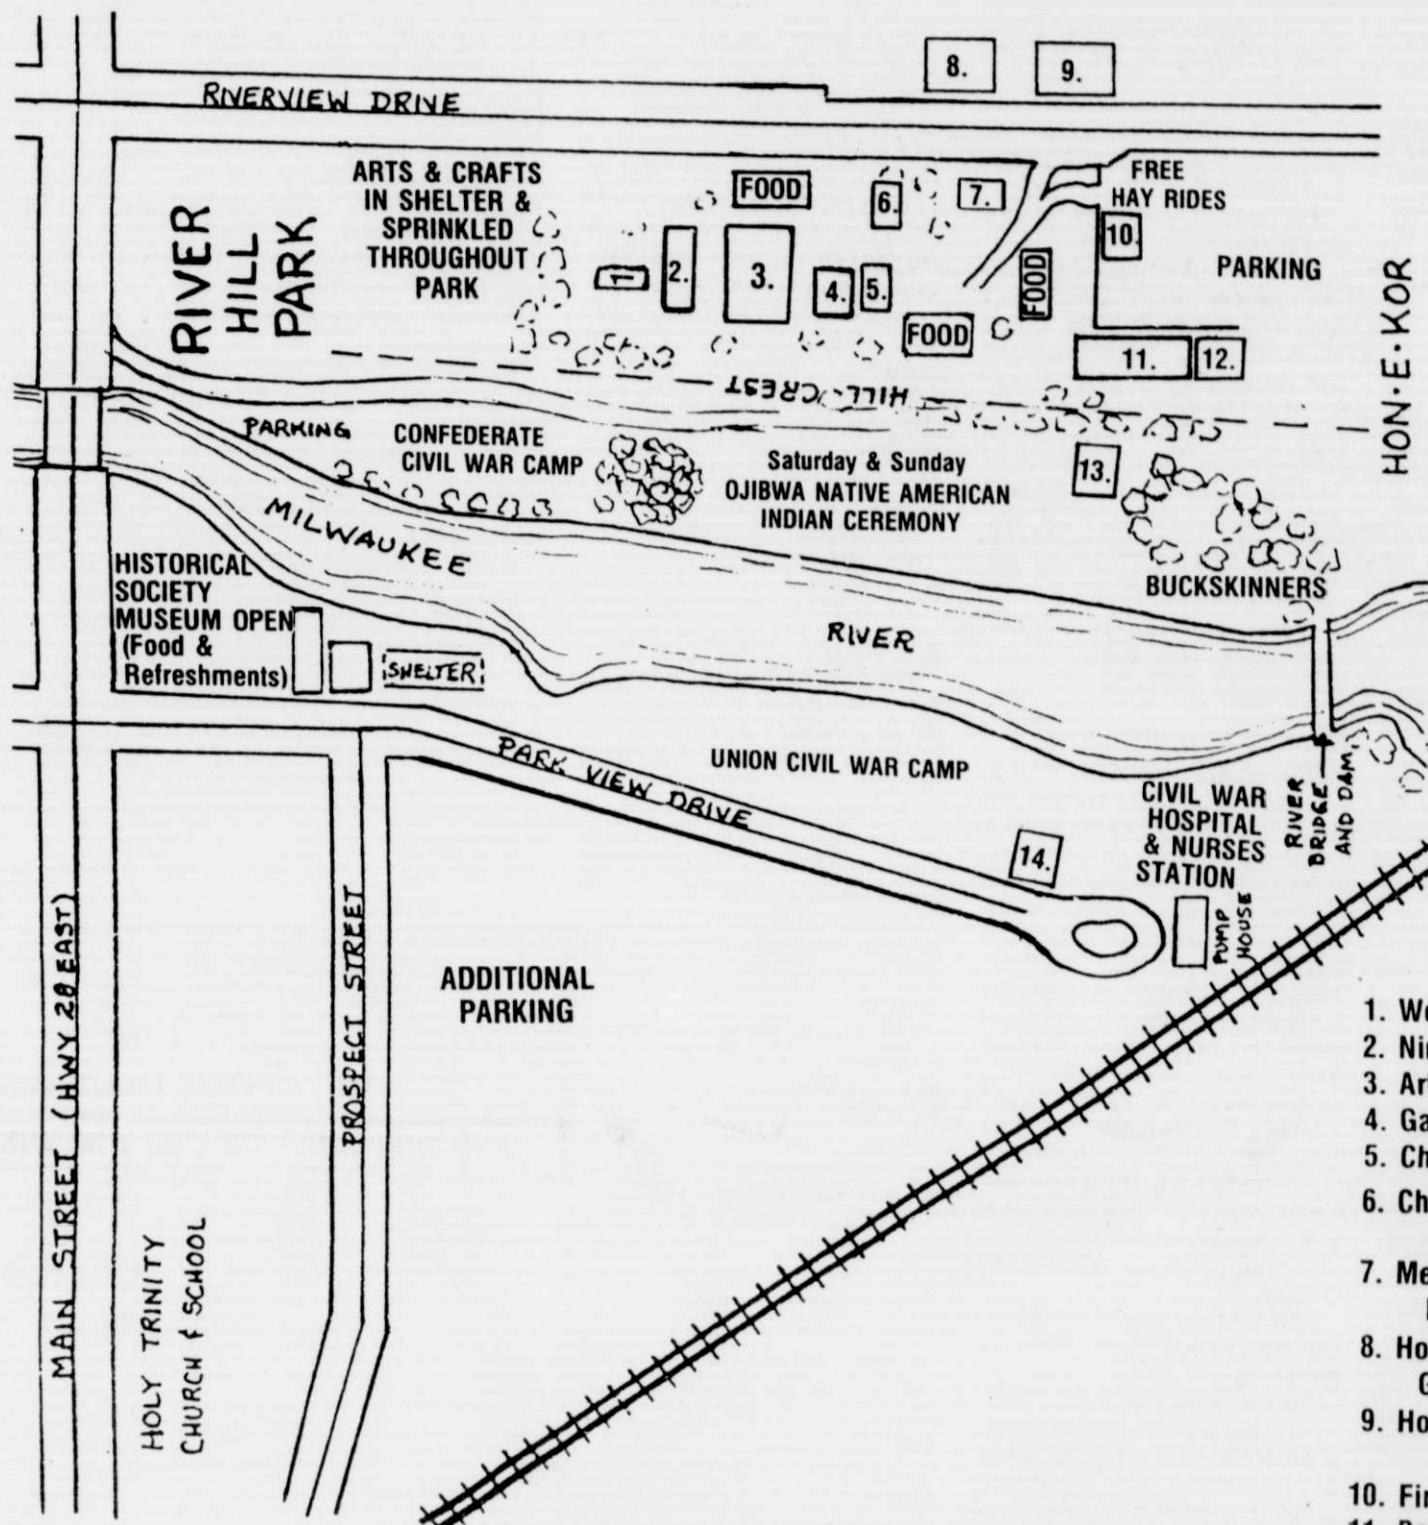 8.
9.
RIVERVIEW DRIVE
RIVER
HILL
PARK
ARTS & CRAFTS
IN SHELTER &
SPRINKLED
THROUGHOUT
PARK
FOOD
6.
7.
FREE
HAY RIDES
10.
1
2.
3.
4.
5.
FOOD
FOOD
PARKING
HON·E·KOR
11.
12.
HILL-CREST
PARKING
CONFEDERATE
CIVIL WAR CAMP
Saturday & Sunday
OJIBWA NATIVE AMERICAN
INDIAN CEREMONY
13.
BUCKSKINNERS
MILWAUKEE
RIVER
HISTORICAL
SOCIETY
MUSEUM OPEN
(Food &
Refreshments)
SHELTER
PARK VIEW DRIVE
UNION CIVIL WAR CAMP
CIVIL WAR
HOSPITAL
& NURSES
STATION
RIVER
BRIDGE
AND DAM
14.
PUMP
HOUSE
MAIN STREET (HWY 28 EAST)
PROSPECT STREET
ADDITIONAL
PARKING
HOLY TRINITY
CHURCH & SCHOOL
1.
2.
3.
4.
5.
6.
7.
8.
9.
10.